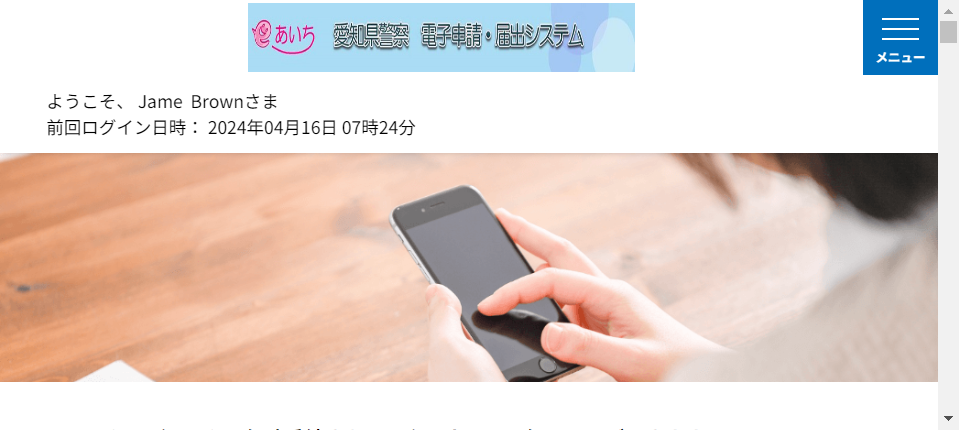 あいち 愛知県警察 電子申請・届出システム
メニュー
ようこそ、 Jame Brownさま
前回ログイン日時： 2024年04月16日 07時24分